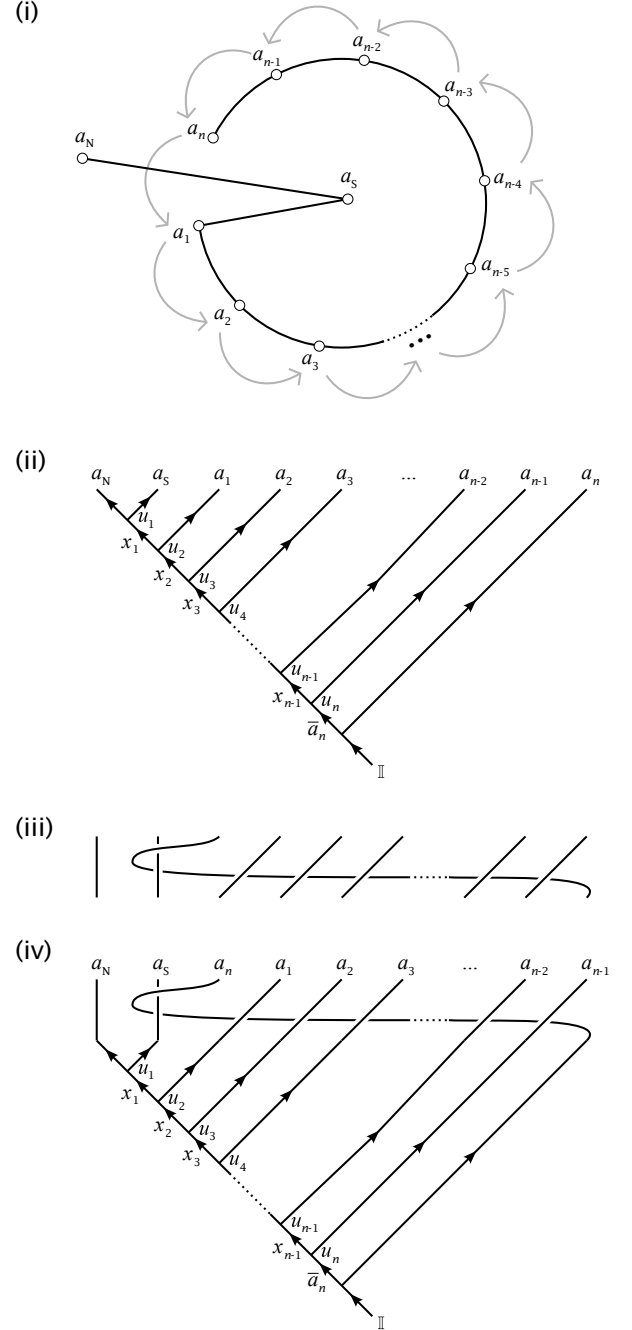 (i)
a_{n-2}
a_{n-1}
a_{n-3}
a_n
a_N
a_S
a_{n-4}
a_1
a_{n-5}
a_2
a_3
(ii)
a_N a_S a_1 a_2 a_3 ... a_{n-2} a_{n-1} a_n
u_1
x_1 u_2
x_2 u_3
x_3 u_4
u_{n-1}
x_{n-1} u_n
a̅_n
𝕀
(iii)
(iv)
a_N a_S a_n a_1 a_2 a_3 ... a_{n-2} a_{n-1}
u_1
x_1 u_2
x_2 u_3
x_3 u_4
u_{n-1}
x_{n-1} u_n
a̅_n
𝕀